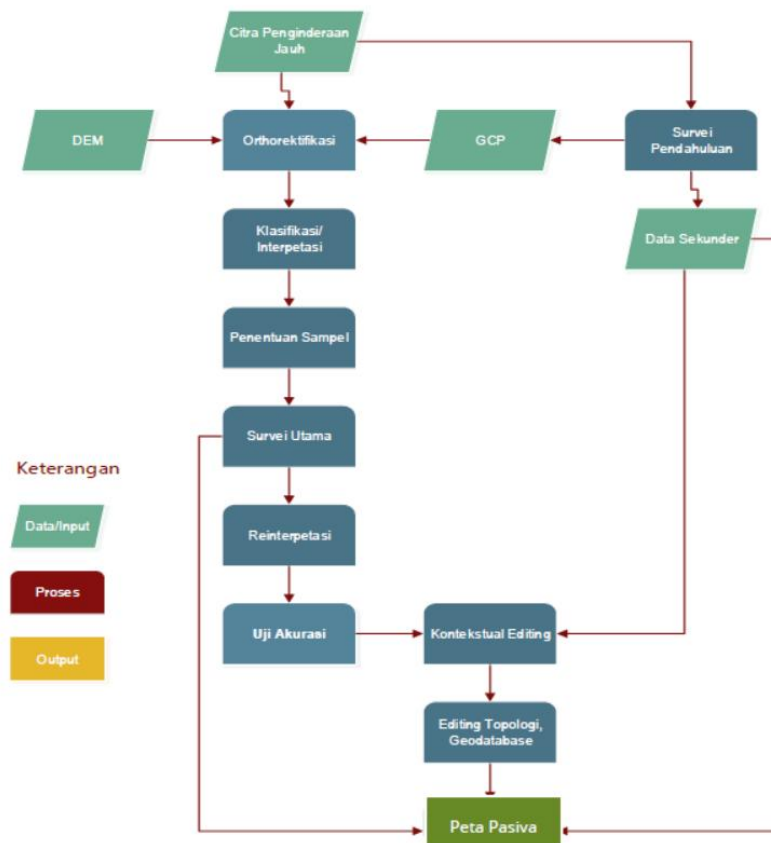 Citra Penginderaan
Jauh
DEM
Orthorektifikasi
GCP
Survei
Pendahuluan
Klasifikasi/
Interpetasi
Data Sekunder
Penentuan Sampel
Survei Utama
Keterangan
Data/Input
Reinterpetasi
Proses
Uji Akurasi
Kontekstual Editing
Output
Editing Topologi,
Geodatabase
Peta Pasiva